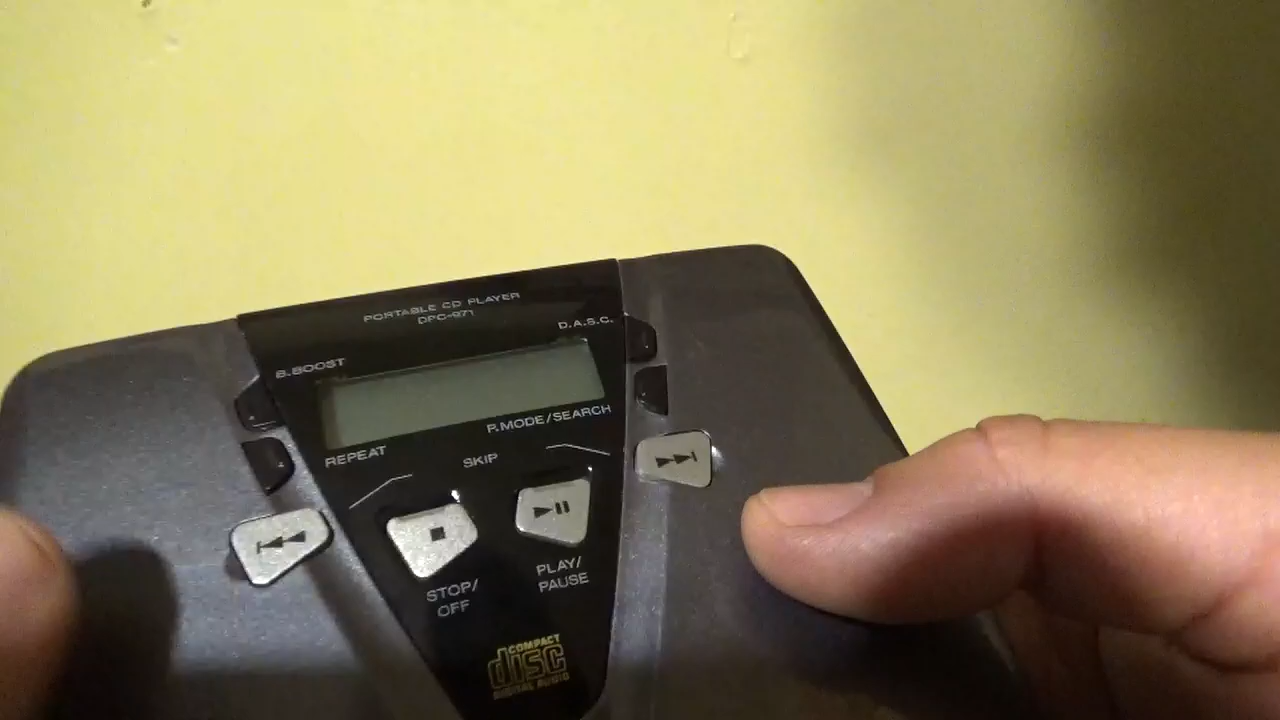 PORTABLE CD PLAYER
DPC-971
D.A.S.C.
B.BOOST
P.MODE/SEARCH
REPEAT
SKIP
STOP/
OFF
PLAY/
PAUSE
COMPACT
disc
DIGITAL AUDIO